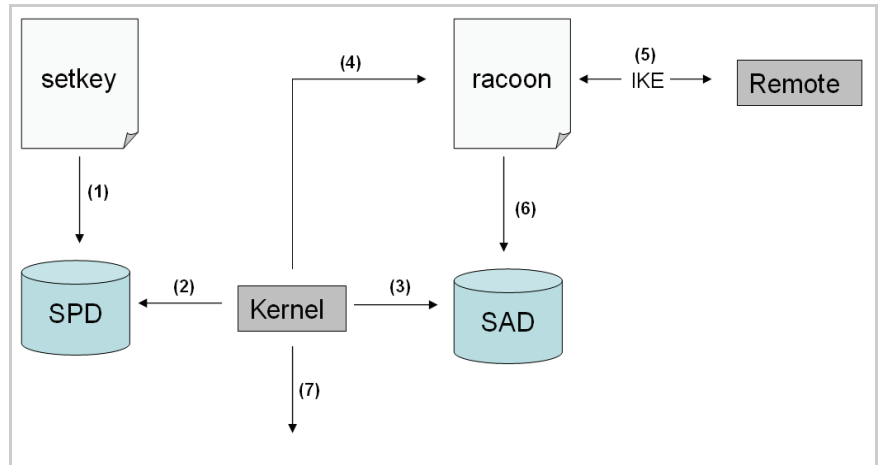 setkey
(4)
racoon
(5)
IKE
Remote
(1)
(6)
SPD
(2)
Kernel
(3)
SAD
(7)